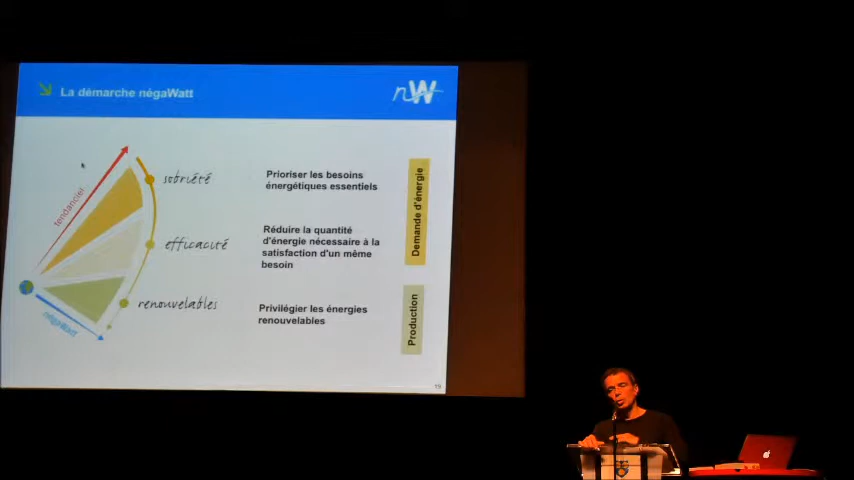 La démarche négaWatt
nW
tendanciel
sobriété
Prioriser les besoins
énergétiques essentiels
Demande d'énergie
efficacité
Réduire la quantité
d'énergie nécessaire à la
satisfaction d'un même
besoin
renouvelables
Privilégier les énergies
renouvelables
Production
négaWatt
15